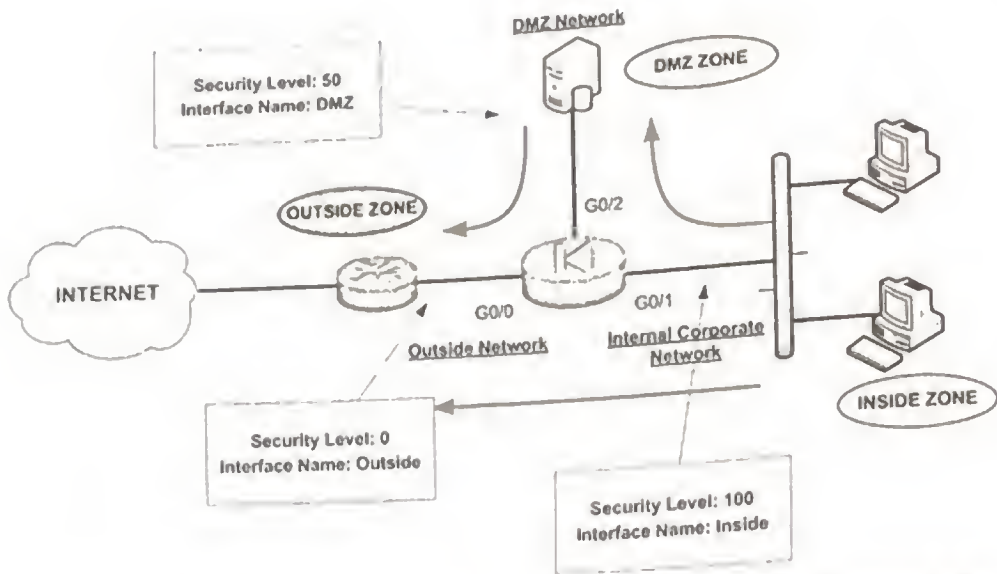 DMZ Network
DMZ ZONE
Security Level: 50
Interface Name: DMZ
OUTSIDE ZONE
G0/2
INTERNET
G0/0
G0/1
Outside Network
Internal Corporate
Network
INSIDE ZONE
Security Level: 0
Interface Name: Outside
Security Level: 100
Interface Name: Inside